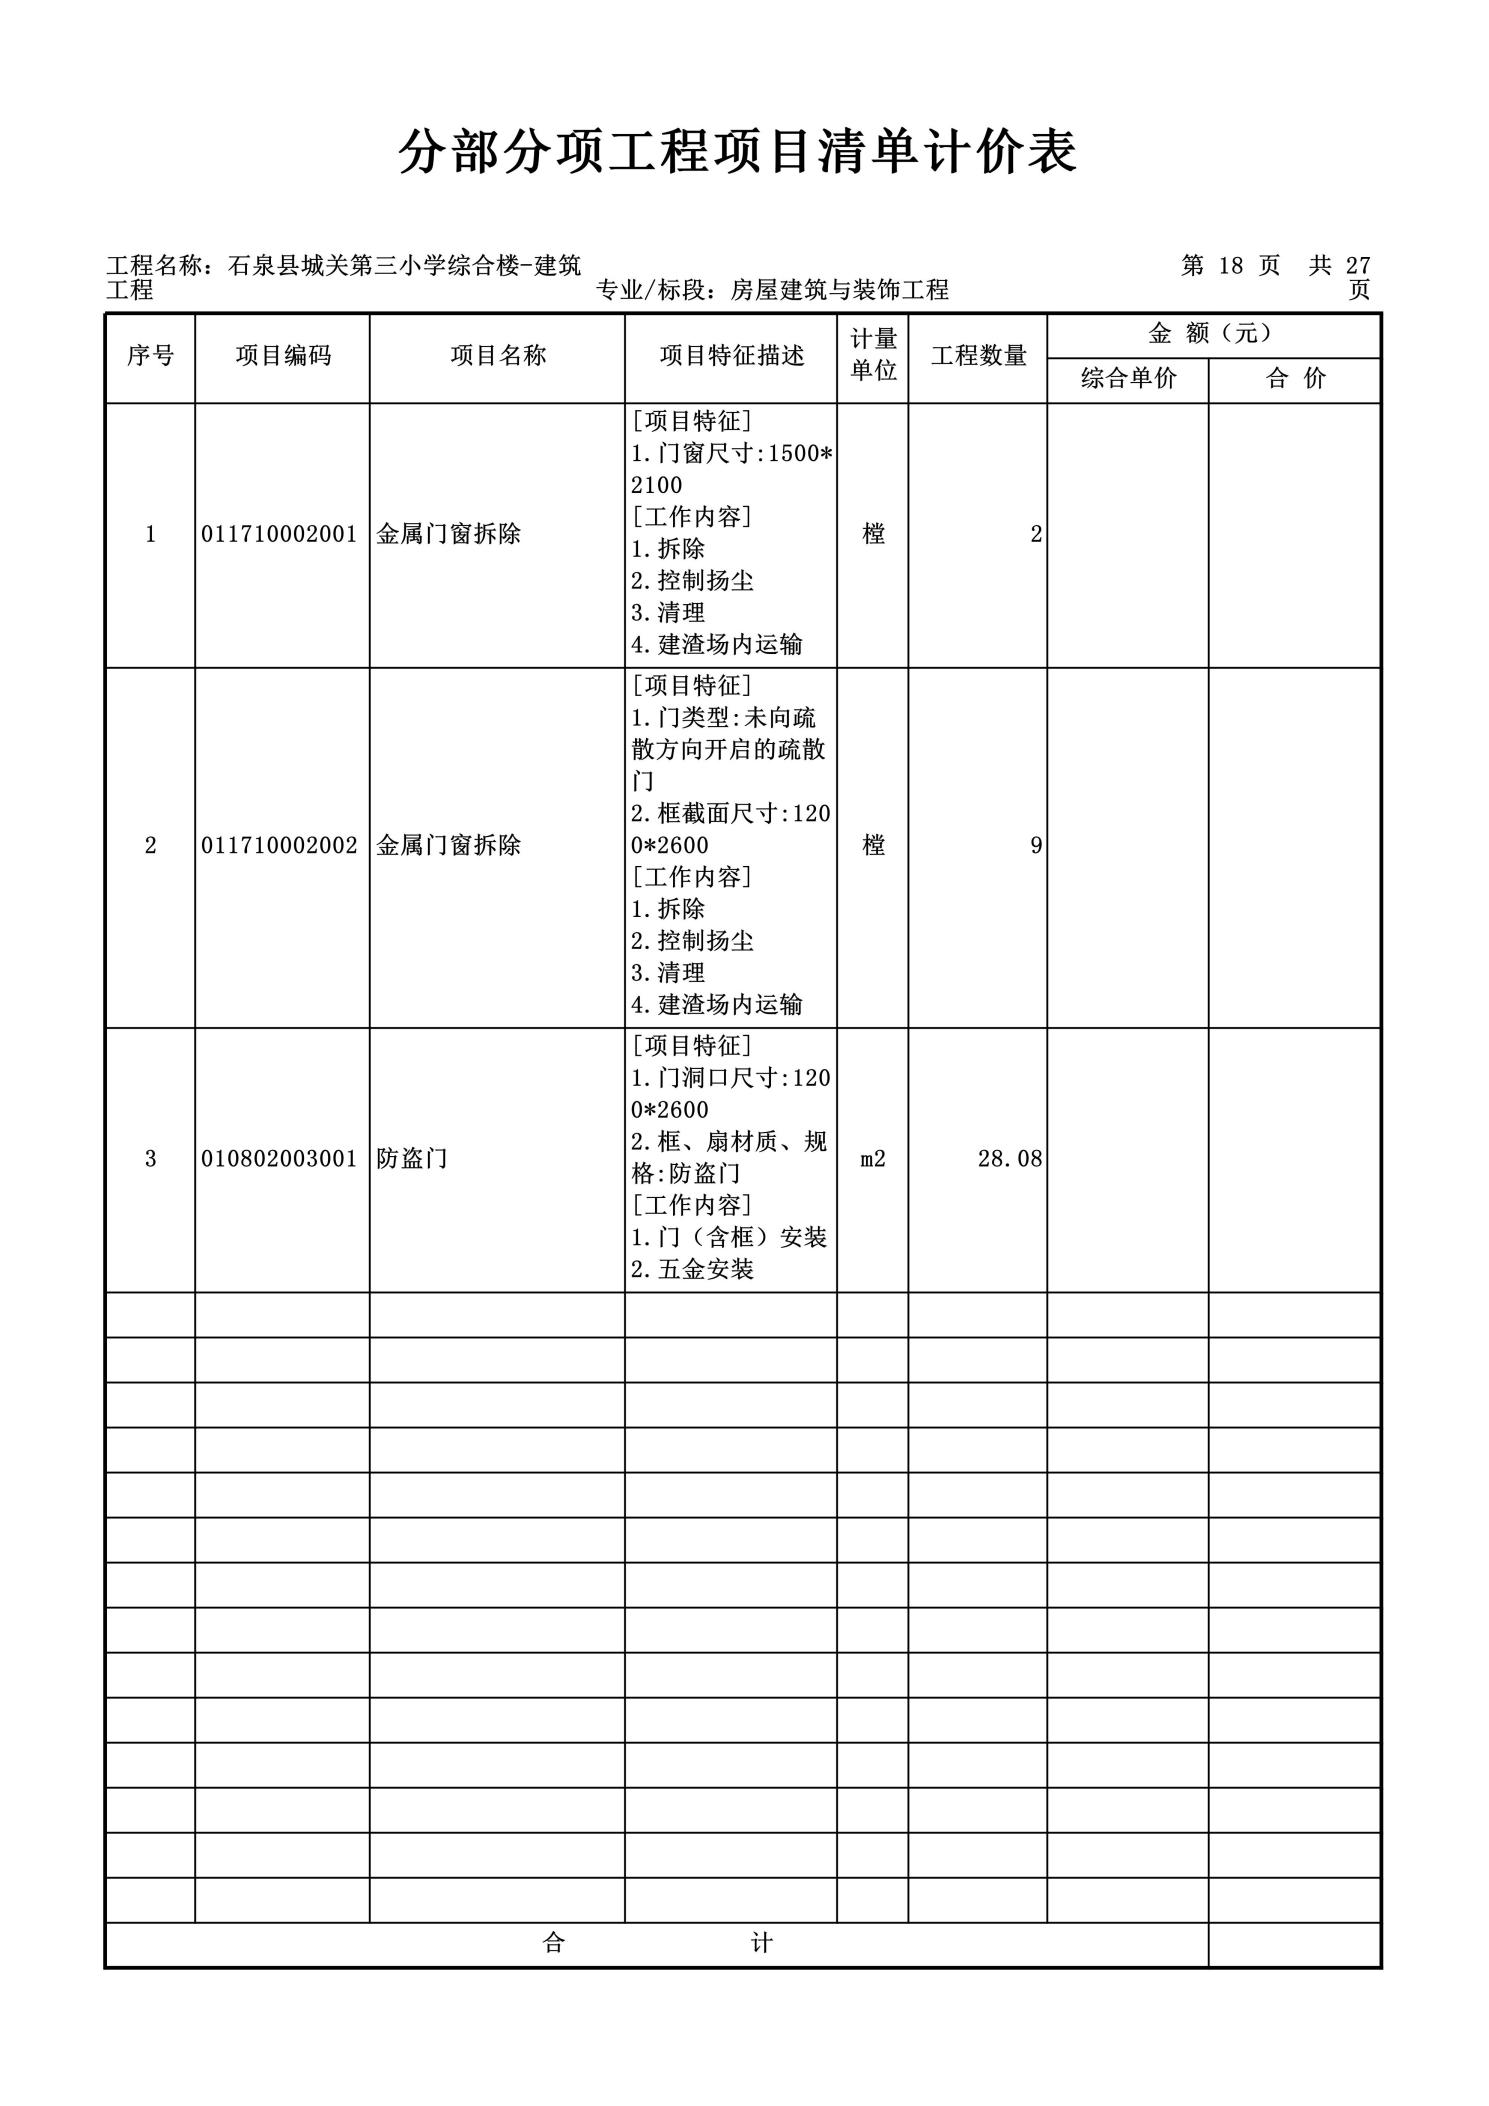 分部分项工程项目清单计价表
工程名称：石泉县城关第三小学综合楼-建筑
工程
专业/标段：房屋建筑与装饰工程
第 18 页 共 27
页
序号 项目编码 项目名称 项目特征描述 计量
单位 工程数量 金 额（元）
综合单价 合 价
1 011710002001 金属门窗拆除 [项目特征]
1.门窗尺寸:1500*
2100
[工作内容]
1.拆除
2.控制扬尘
3.清理
4.建渣场内运输
樘 2
2 011710002002 金属门窗拆除 [项目特征]
1.门类型:未向疏
散方向开启的疏散
门
2.框截面尺寸:120
0*2600
[工作内容]
1.拆除
2.控制扬尘
3.清理
4.建渣场内运输
樘 9
3 010802003001 防盗门 [项目特征]
1.门洞口尺寸:120
0*2600
2.框、扇材质、规
格:防盗门
[工作内容]
1.门（含框）安装
2.五金安装
m2 28.08
合 计